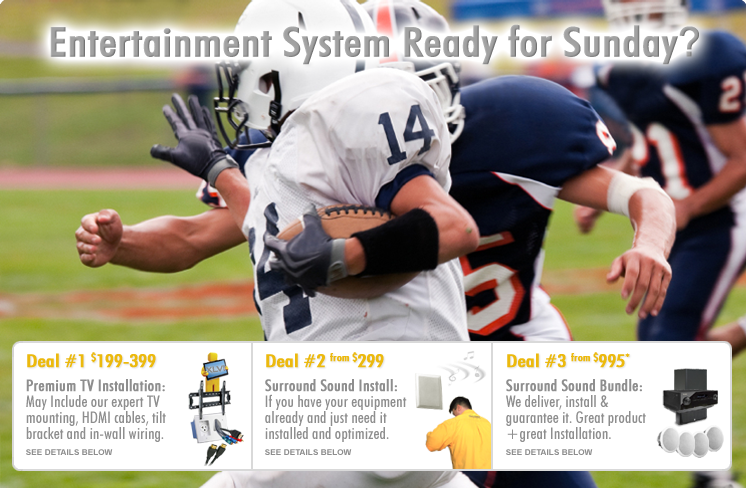 Entertainment System Ready for Sunday?
14
14
2
Deal #1 $199-399
Premium TV Installation:
May Include our expert TV
mounting, HDMI cables, tilt
bracket and in-wall wiring.
SEE DETAILS BELOW
Deal #2 from $299
Surround Sound Install:
If you have your equipment
already and just need it
installed and optimized.
SEE DETAILS BELOW
Deal #3 from $995*
Surround Sound Bundle:
We deliver, install &
guarantee it. Great product
+great Installation.
SEE DETAILS BELOW